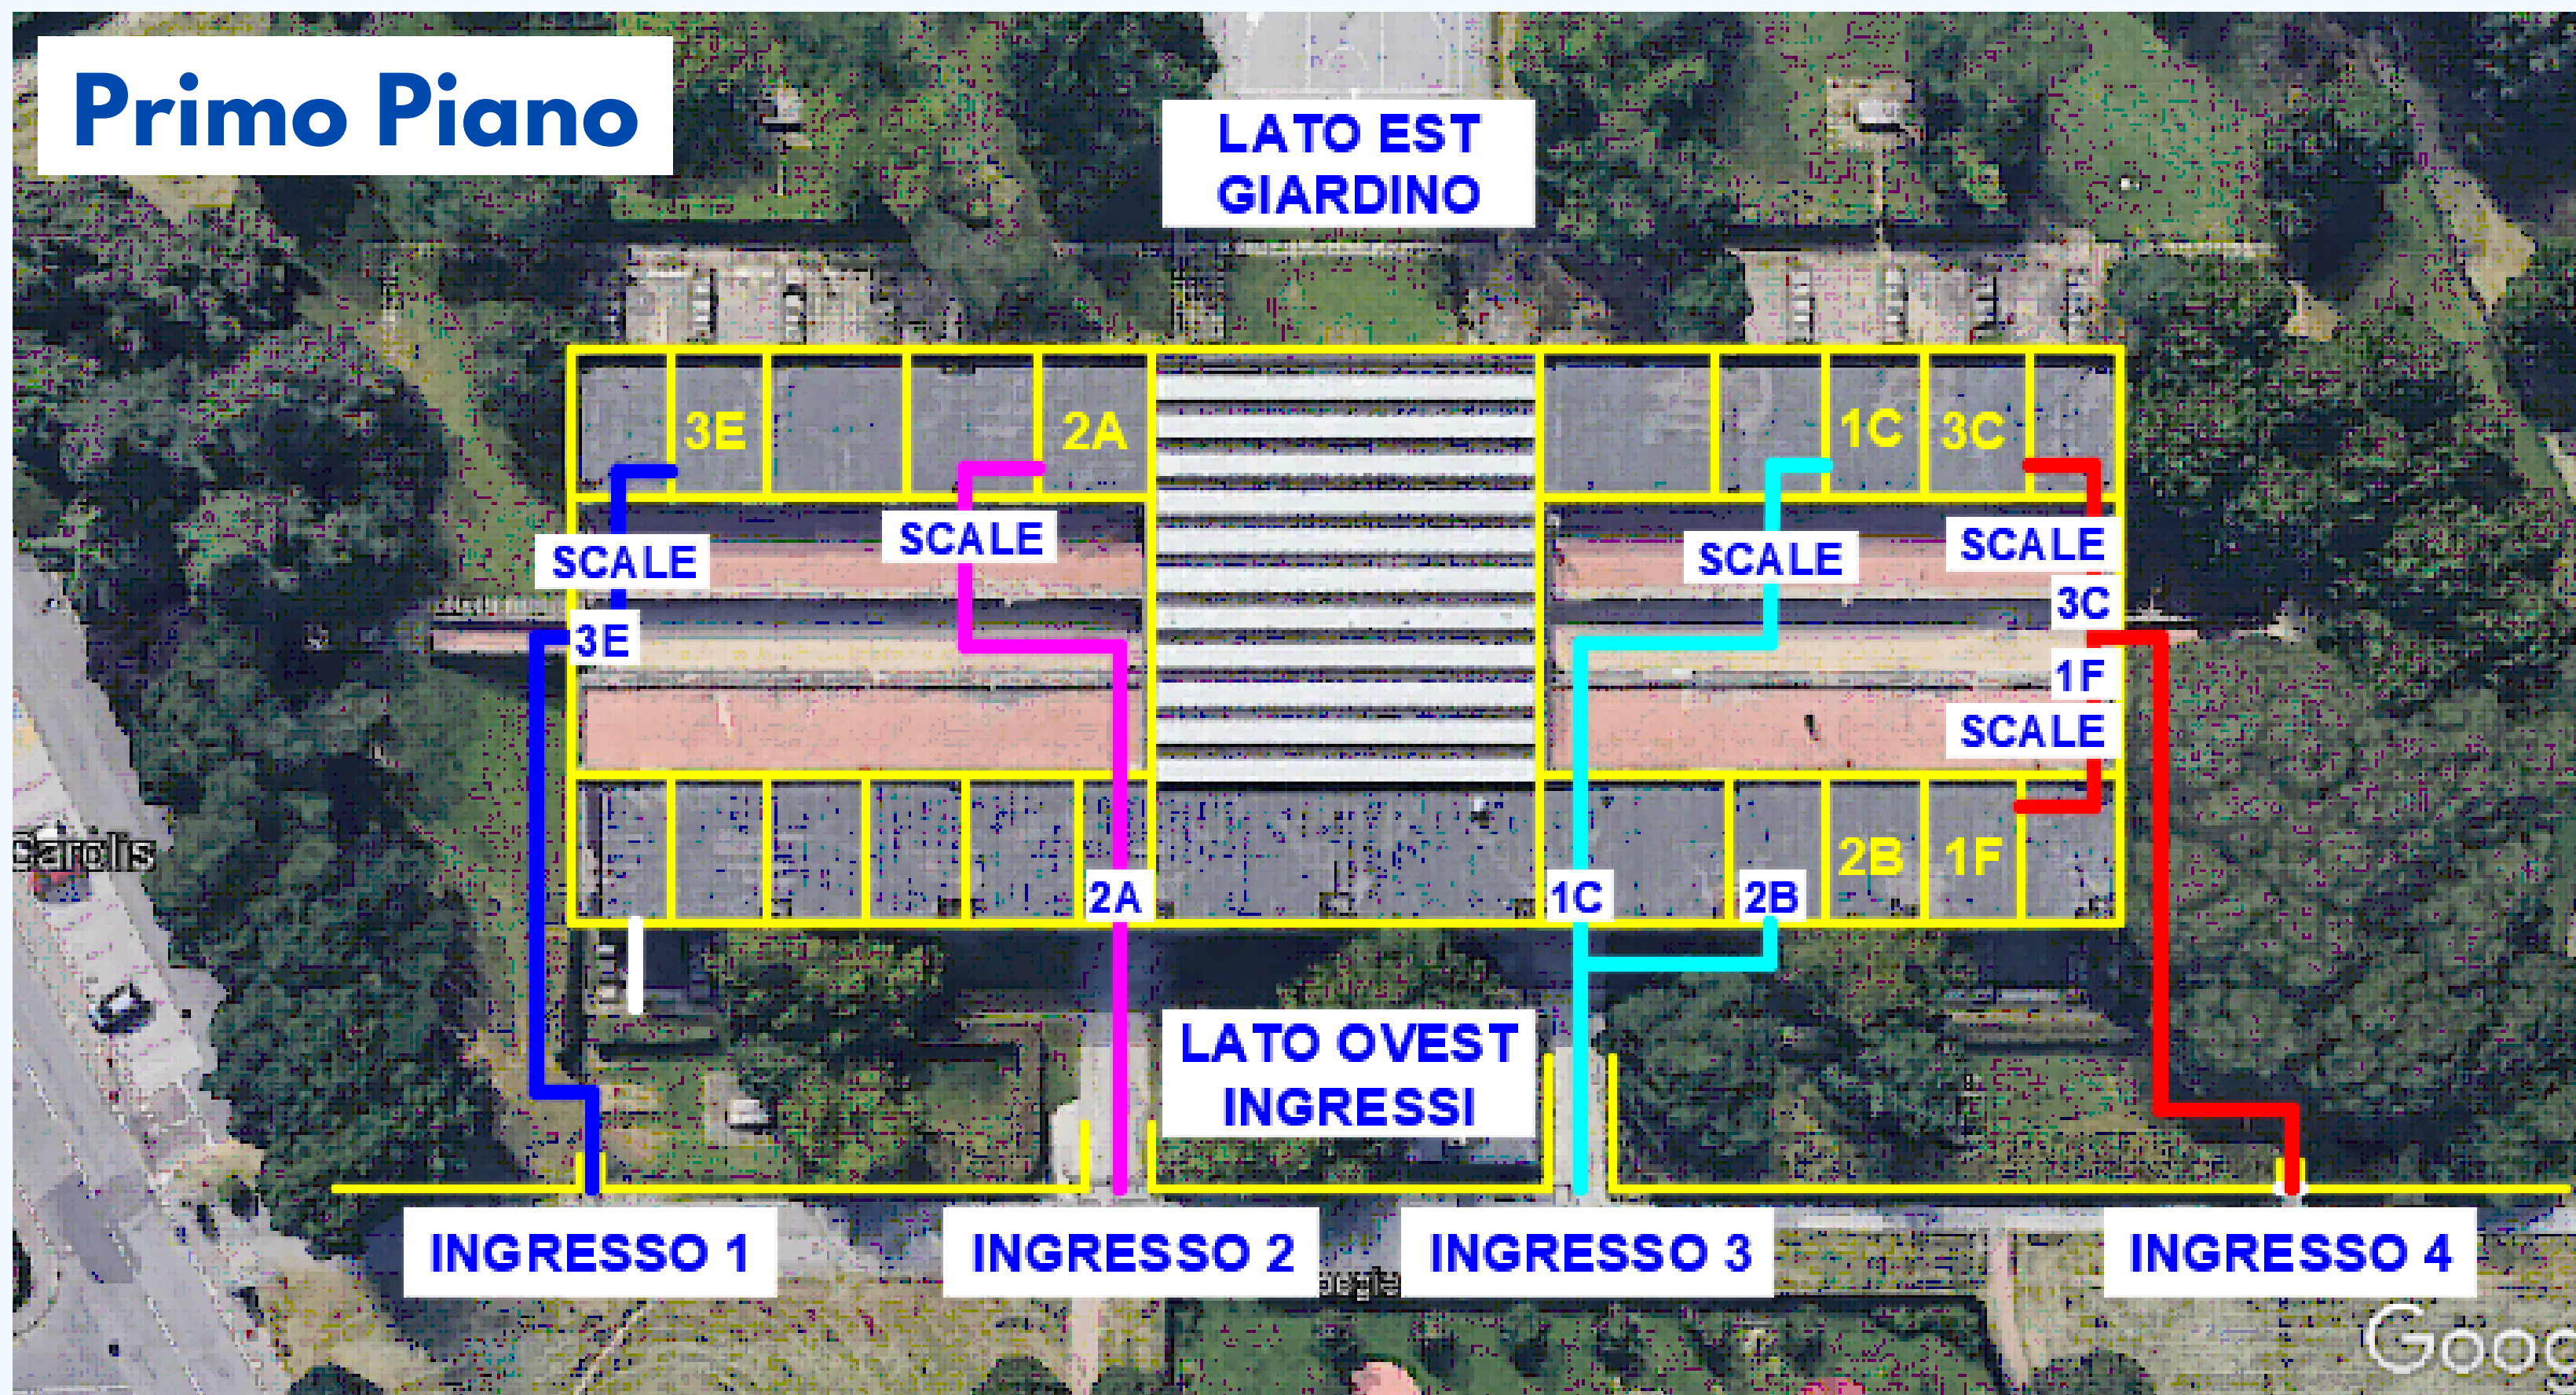 Primo Piano
LATO EST
GIARDINO
3E
2A
1C
3C
SCALE
SCALE
SCALE
SCALE
3C
3E
1F
SCALE
2B
1F
2A
1C
2B
LATO OVEST
INGRESSI
INGRESSO 1
INGRESSO 2
INGRESSO 3
INGRESSO 4